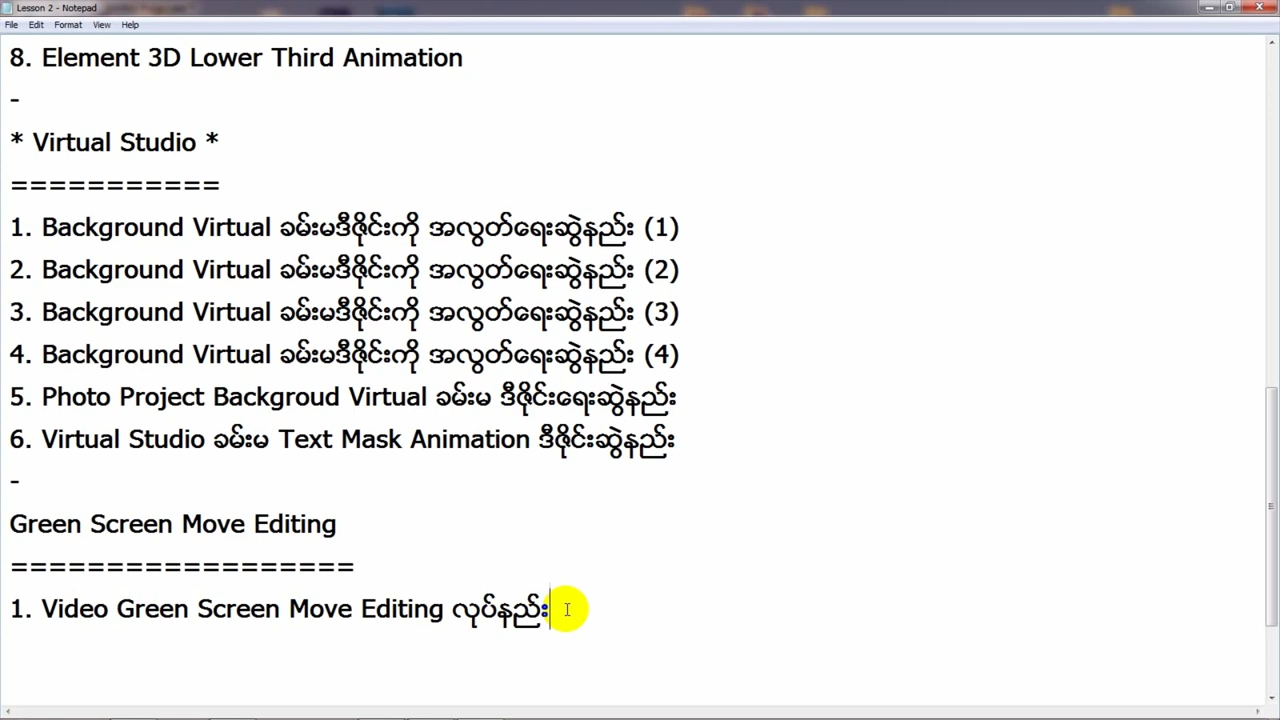 Lesson 2 - Notepad
File Edit Format View Help
8. Element 3D Lower Third Animation
-
* Virtual Studio *
===========
1. Background Virtual ခမ်းမဒီဇိုင်းကို အလွတ်ရေးဆွဲနည်း (1)
2. Background Virtual ခမ်းမဒီဇိုင်းကို အလွတ်ရေးဆွဲနည်း (2)
3. Background Virtual ခမ်းမဒီဇိုင်းကို အလွတ်ရေးဆွဲနည်း (3)
4. Background Virtual ခမ်းမဒီဇိုင်းကို အလွတ်ရေးဆွဲနည်း (4)
5. Photo Project Backgroud Virtual ခမ်းမ ဒီဇိုင်းရေးဆွဲနည်း
6. Virtual Studio ခမ်းမ Text Mask Animation ဒီဇိုင်းဆွဲနည်း
-
Green Screen Move Editing
==================
1. Video Green Screen Move Editing လုပ်နည်း